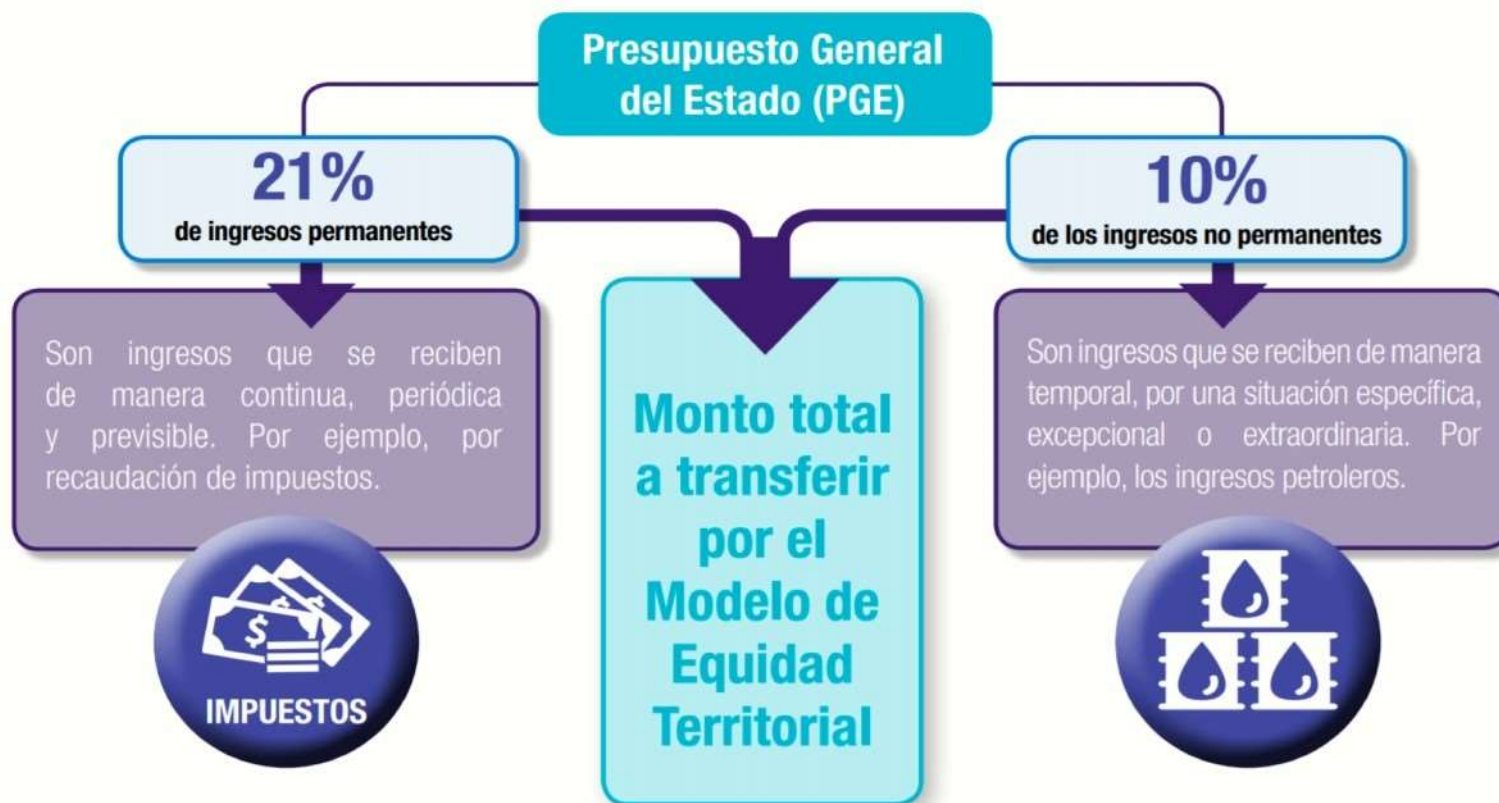 Presupuesto General
del Estado (PGE)
21%
de ingresos permanentes
10%
de los ingresos no permanentes
Son ingresos que se reciben
de manera continua, periódica
y previsible. Por ejemplo, por
recaudación de impuestos.
IMPUESTOS
Monto total
a transferir
por el
Modelo de
Equidad
Territorial
Son ingresos que se reciben de manera
temporal, por una situación específica,
excepcional o extraordinaria. Por
ejemplo, los ingresos petroleros.